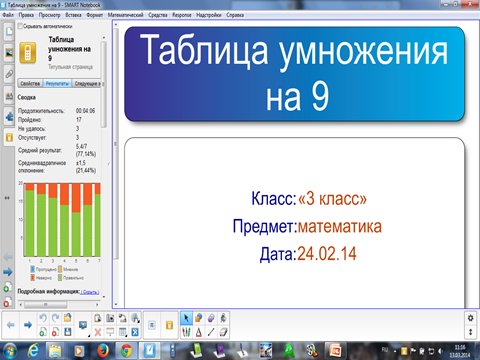 Таблица умножения на 9 - SMART Notebook
Файл Правка Просмотр Вставка Формат Математический Средства Response Надстройки Справка
Скрывать автоматически
Таблица
умножения на
9
Титульная страница
Свойства Результаты Следующие
Сводка
Продолжительность: 00:04:06
Пройдено: 17
Не удалось: 3
Отсутствует: 3
Средний результат: 5,4/7
(77,14%)
Среднеквадратичное ±1,5
отклонение: (21,44%)
20
15
10
5
1 2 3 4 5 6 7
Пропущено Мнение
Неверно Правильно
Подробная информация: (Скрыть)
Таблица умножения
на 9
Класс:«3 класс»
Предмет:математика
Дата:24.02.14
RU
11:16
13.03.2014